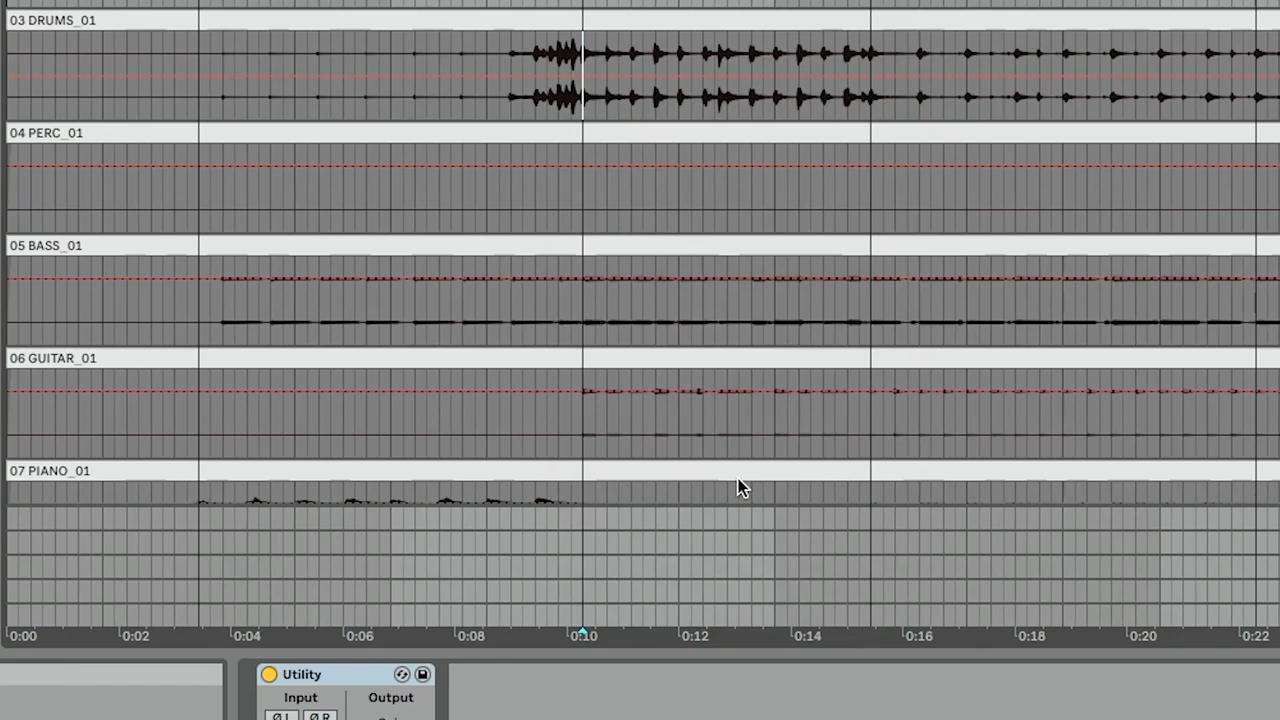 03 DRUMS_01
04 PERC_01
05 BASS_01
06 GUITAR_01
07 PIANO_01
0:00 0:02 0:04 0:06 0:08 0:10 0:12 0:14 0:16 0:18 0:20 0:22
Utility
Input Output
Ø L Ø R